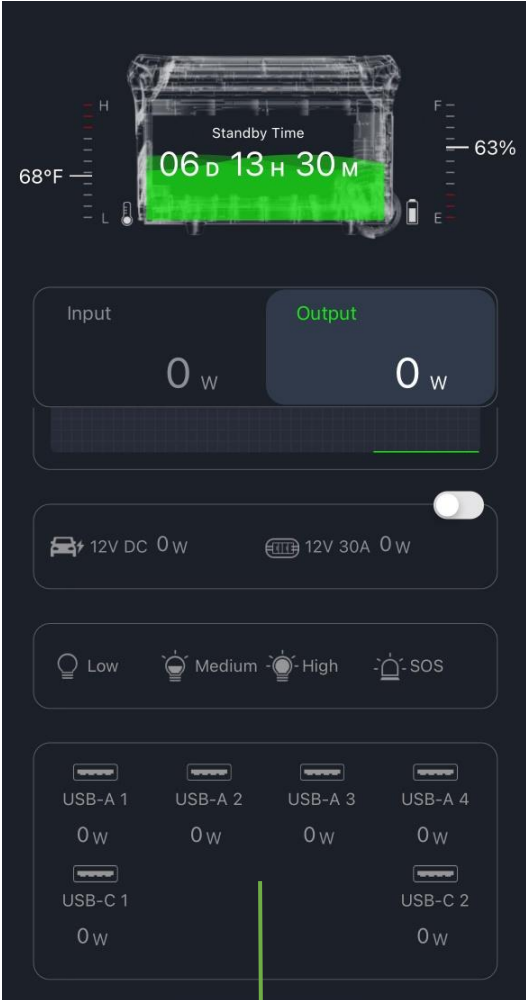 H
F
Standby Time
63%
06 D 13 H 30 M
68°F
L
E
Input
Output
0 W
0 W
12V DC 0 W
12V 30A 0 W
Low
Medium
High
SOS
USB-A 1
USB-A 2
USB-A 3
USB-A 4
0 W
0 W
0 W
0 W
USB-C 1
USB-C 2
0 W
0 W